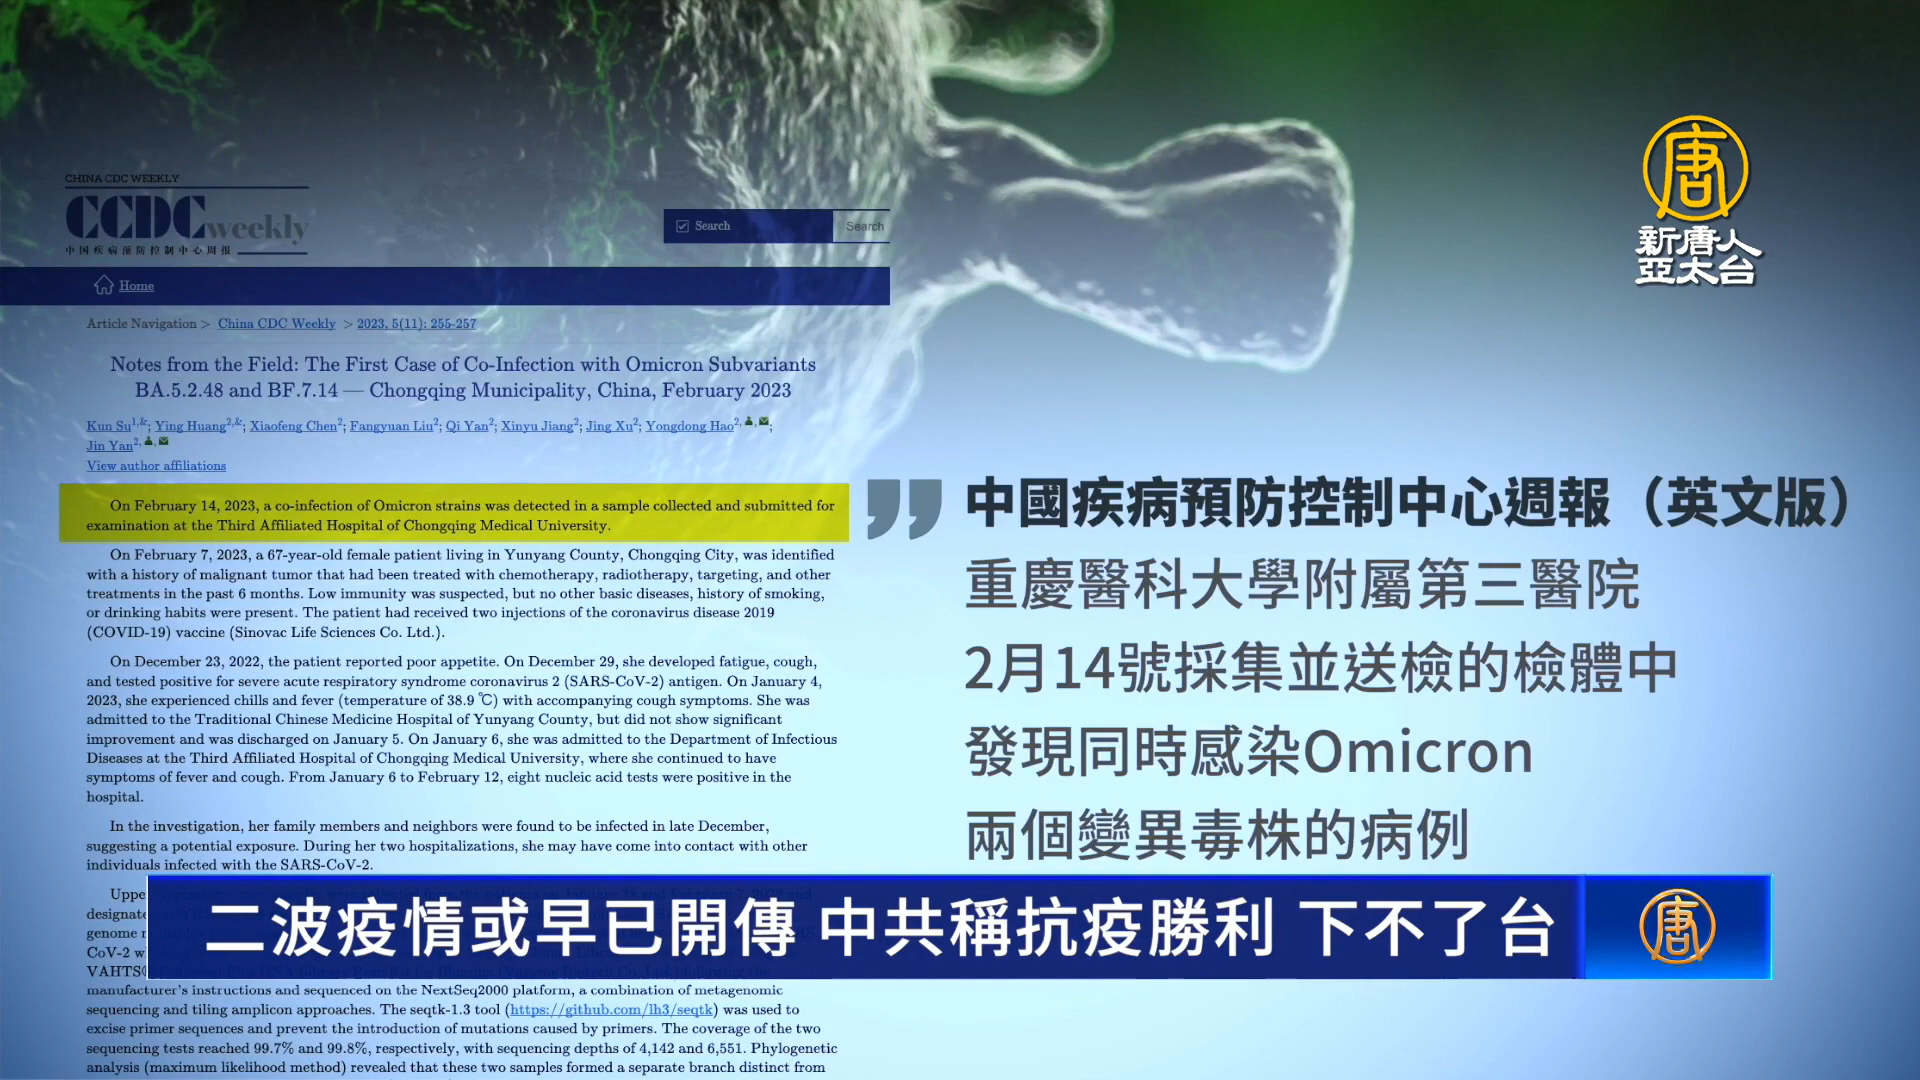 CHINA CDC WEEKLY
CCDCweekly
中国疾病预防控制中心周报
Search
Search
Home
Article Navigation > China CDC Weekly > 2023, 5(11): 255-257
Notes from the Field: The First Case of Co-Infection with Omicron Subvariants
BA.5.2.48 and BF.7.14 — Chongqing Municipality, China, February 2023
Kun Su1,&; Ying Huang2,&; Xiaofeng Chen2; Fangyuan Liu2; Qi Yan2; Xinyu Jiang2; Jing Xu2; Yongdong Hao2, , ;
Jin Yan2, ,
View author affiliations
On February 14, 2023, a co-infection of Omicron strains was detected in a sample collected and submitted for
examination at the Third Affiliated Hospital of Chongqing Medical University.
On February 7, 2023, a 67-year-old female patient living in Yunyang County, Chongqing City, was identified
with a history of malignant tumor that had been treated with chemotherapy, radiotherapy, targeting, and other
treatments in the past 6 months. Low immunity was suspected, but no other basic diseases, history of smoking,
or drinking habits were present. The patient had received two injections of the coronavirus disease 2019
(COVID-19) vaccine (Sinovac Life Sciences Co. Ltd.).
On December 23, 2022, the patient reported poor appetite. On December 29, she developed fatigue, cough,
and tested positive for severe acute respiratory syndrome coronavirus 2 (SARS-CoV-2) antigen. On January 4,
2023, she experienced chills and fever (temperature of 38.9 ℃) with accompanying cough symptoms. She was
admitted to the Traditional Chinese Medicine Hospital of Yunyang County, but did not show significant
improvement and was discharged on January 5. On January 6, she was admitted to the Department of Infectious
Diseases at the Third Affiliated Hospital of Chongqing Medical University, where she continued to have
symptoms of fever and cough. From January 6 to February 12, eight nucleic acid tests were positive in the
hospital.
In the investigation, her family members and neighbors were found to be infected in late December,
suggesting a potential exposure. During her two hospitalizations, she may have come into contact with other
individuals infected with the SARS-CoV-2.
Uppe
designate
genome
CoV-2 w
VAHTS
manufacturer's instructions and sequenced on the NextSeq2000 platform, a combination of metagenomic
sequencing and tiling amplicon approaches. The seqtk-1.3 tool (https://github.com/lh3/seqtk) was used to
excise primer sequences and prevent the introduction of mutations caused by primers. The coverage of the two
sequencing tests reached 99.7% and 99.8%, respectively, with sequencing depths of 4,142 and 6,551. Phylogenetic
analysis (maximum likelihood method) revealed that these two samples formed a separate branch distinct from
唐
新唐人
亞太台
” 中國疾病預防控制中心週報（英文版）
重慶醫科大學附屬第三醫院
2月14號採集並送檢的檢體中
發現同時感染Omicron
兩個變異毒株的病例
二波疫情或早已開傳 中共稱抗疫勝利 下不了台
唐